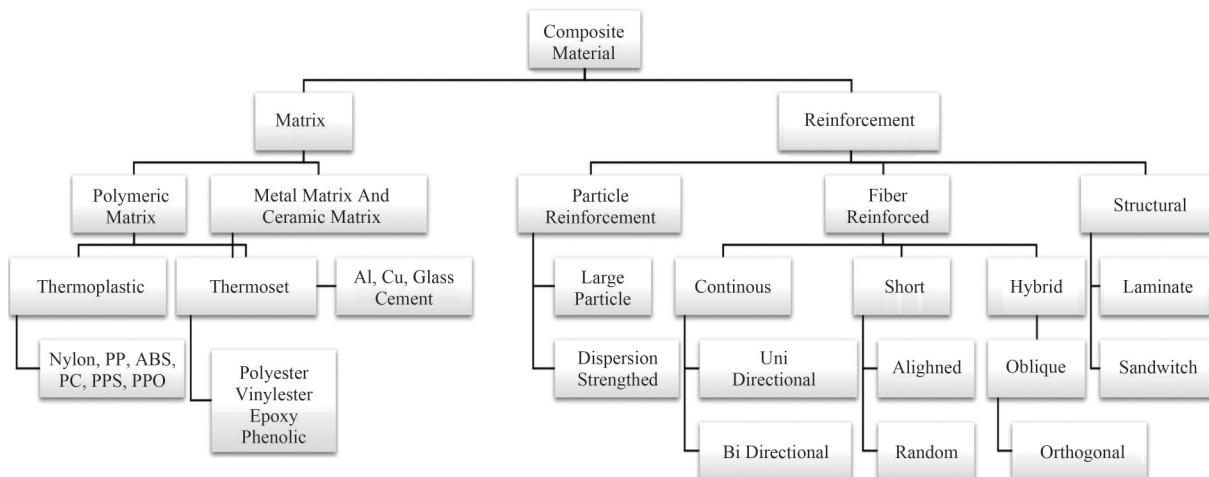 Composite
Material
Matrix
Reinforcement
Polymeric
Matrix
Metal Matrix And
Ceramic Matrix
Particle
Reinforcement
Fiber
Reinforced
Structural
Thermoplastic
Thermoset
Al, Cu, Glass
Cement
Large
Particle
Continous
Short
Hybrid
Laminate
Nylon, PP, ABS,
PC, PPS, PPO
Polyester
Vinylester
Epoxy
Phenolic
Dispersion
Strengthed
Uni
Directional
Alighned
Oblique
Sandwitch
Bi Directional
Random
Orthogonal